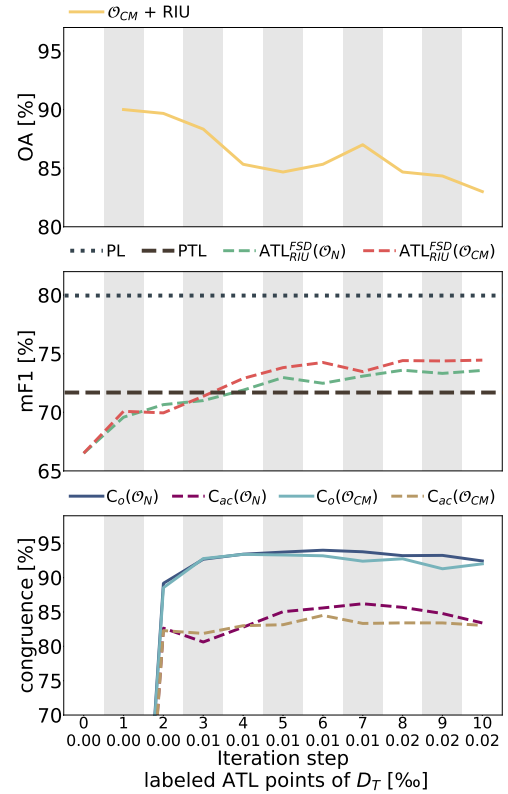 𝒪CM + RIU
95
90
85
80
OA [%]
PL PTL ATL^FSD_RIU(𝒪N) ATL^FSD_RIU(𝒪CM)
80
75
70
65
mF1 [%]
Co(𝒪N) Cac(𝒪N) Co(𝒪CM) Cac(𝒪CM)
95
90
85
80
75
70
congruence [%]
0 1 2 3 4 5 6 7 8 9 10
0.00 0.00 0.00 0.01 0.01 0.01 0.01 0.01 0.02 0.02 0.02
Iteration step
labeled ATL points of DT [‰]